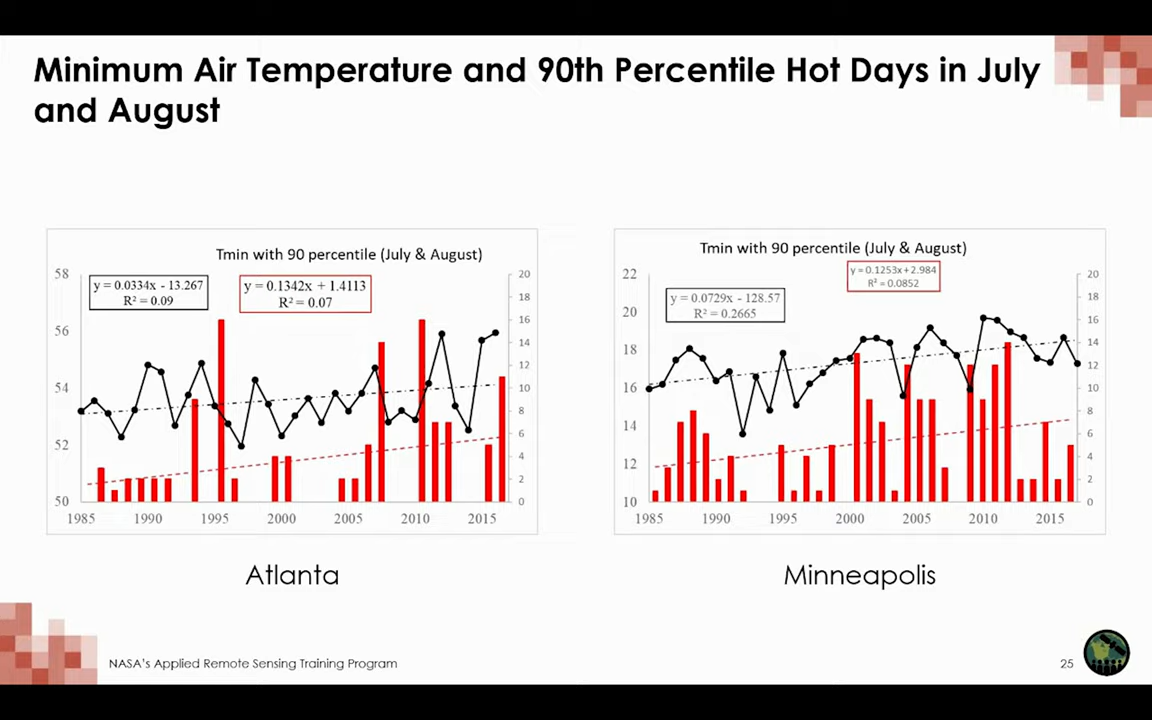 Minimum Air Temperature and 90th Percentile Hot Days in July
and August
Tmin with 90 percentile (July & August)
y = 0.0334x - 13.267
R² = 0.09
y = 0.1342x + 1.4113
R² = 0.07
58
56
54
52
50
20
18
16
14
12
10
8
6
4
2
0
1985 1990 1995 2000 2005 2010 2015
Atlanta
Tmin with 90 percentile (July & August)
y = 0.1253x + 2.984
R² = 0.0852
y = 0.0729x - 128.57
R² = 0.2665
22
20
18
16
14
12
10
20
18
16
14
12
10
8
6
4
2
0
1985 1990 1995 2000 2005 2010 2015
Minneapolis
NASA's Applied Remote Sensing Training Program
25